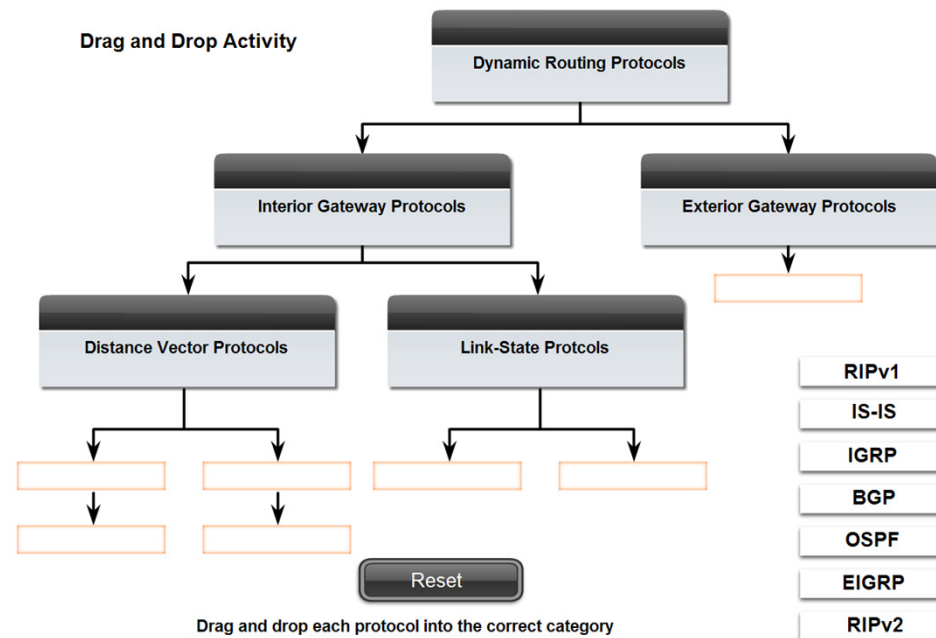 Drag and Drop Activity
Dynamic Routing Protocols
Interior Gateway Protocols
Exterior Gateway Protocols
Distance Vector Protocols
Link-State Protcols
RIPv1
IS-IS
IGRP
BGP
OSPF
EIGRP
RIPv2
Reset
Drag and drop each protocol into the correct category